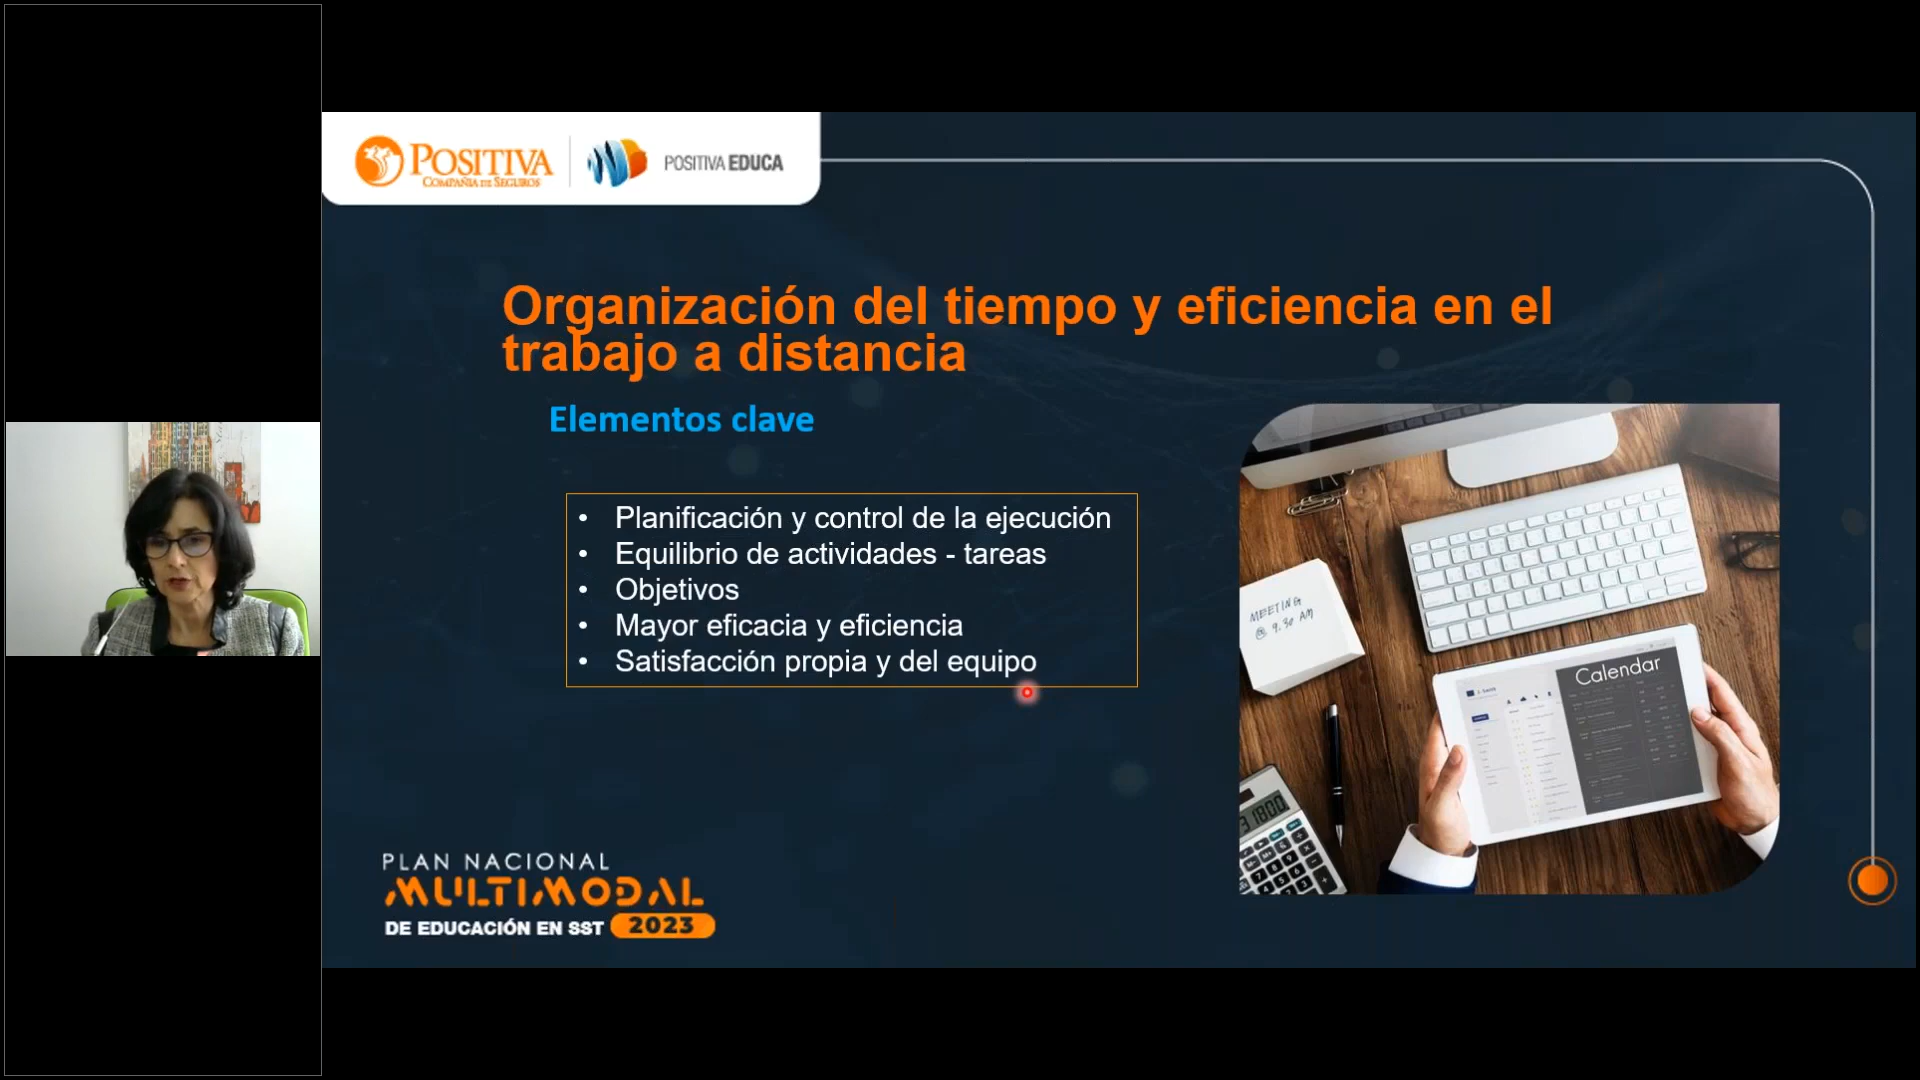 POSITIVA
COMPAÑÍA DE SEGUROS
POSITIVA EDUCA
Organización del tiempo y eficiencia en el
trabajo a distancia
Elementos clave
• Planificación y control de la ejecución
• Equilibrio de actividades - tareas
• Objetivos
• Mayor eficacia y eficiencia
• Satisfacción propia y del equipo
MEETING
@ 9.30 AM
Calendar
31800
PLAN NACIONAL
MULTIMODAL
DE EDUCACIÓN EN SST 2023